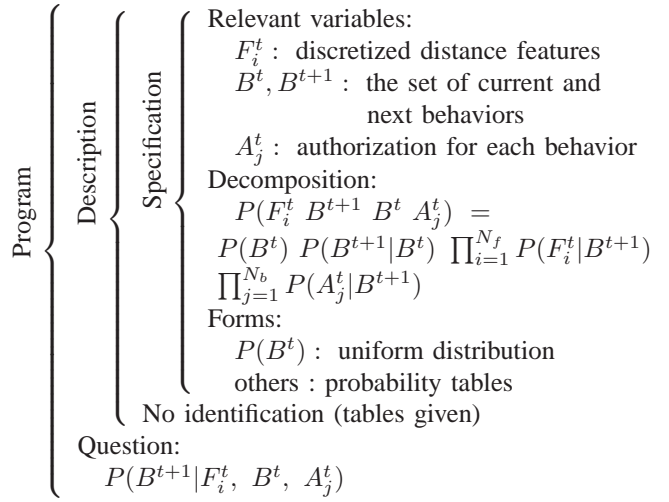 Program
Description
Specification
Relevant variables:
F_i^t : discretized distance features
B^t, B^{t+1} : the set of current and
next behaviors
A_j^t : authorization for each behavior
Decomposition:
P(F_i^t B^{t+1} B^t A_j^t) =
P(B^t) P(B^{t+1}|B^t) ∏_{i=1}^{N_f} P(F_i^t|B^{t+1})
∏_{j=1}^{N_b} P(A_j^t|B^{t+1})
Forms:
P(B^t) : uniform distribution
others : probability tables
No identification (tables given)
Question:
P(B^{t+1}|F_i^t, B^t, A_j^t)